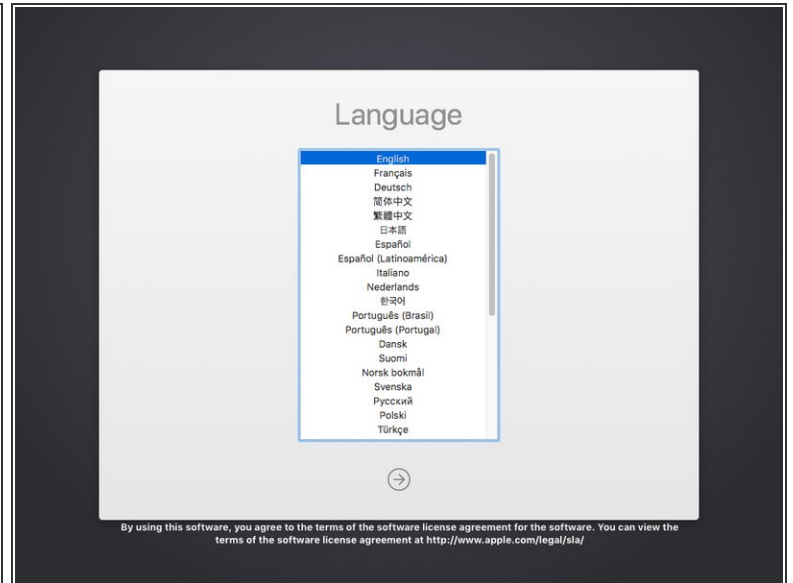 Language
English
Français
Deutsch
简体中文
繁體中文
日本語
Español
Español (Latinoamérica)
Italiano
Nederlands
한국어
Português (Brasil)
Português (Portugal)
Dansk
Suomi
Norsk bokmål
Svenska
Русский
Polski
Türkçe
By using this software, you agree to the terms of the software license agreement for the software. You can view the
terms of the software license agreement at http://www.apple.com/legal/sla/